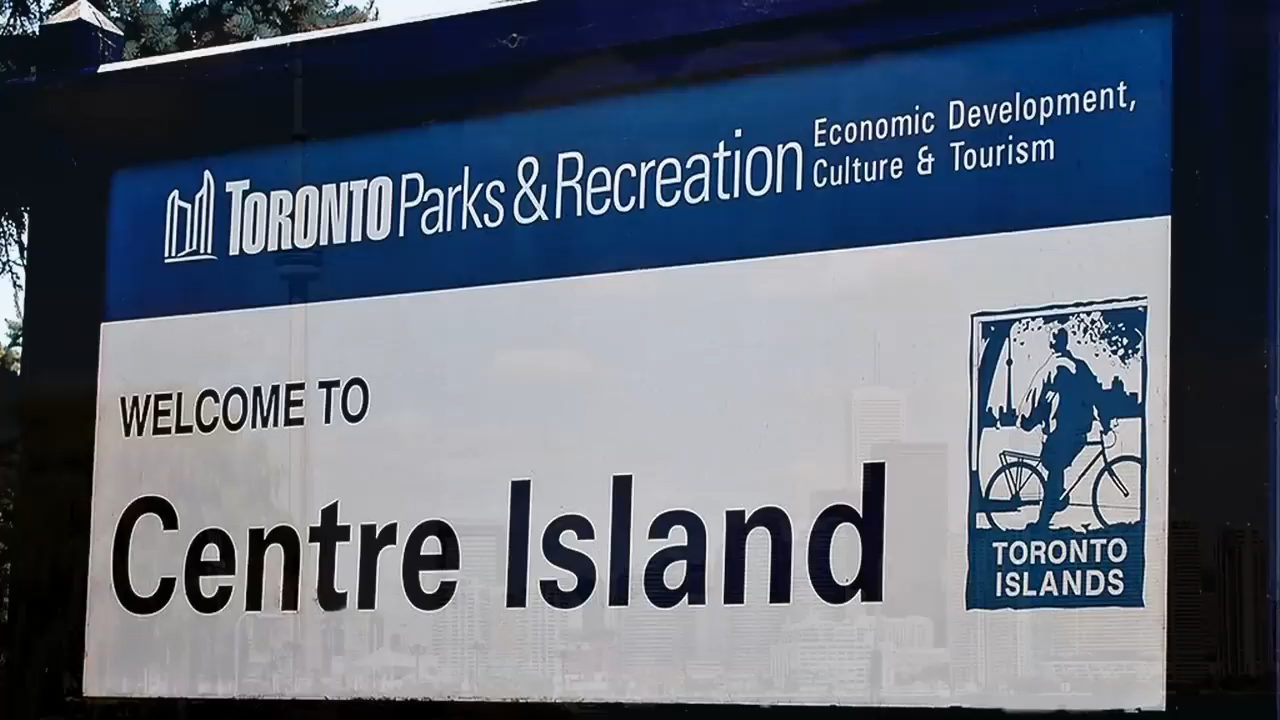 TORONTO Parks & Recreation
Economic Development,
Culture & Tourism
WELCOME TO
Centre Island
TORONTO
ISLANDS